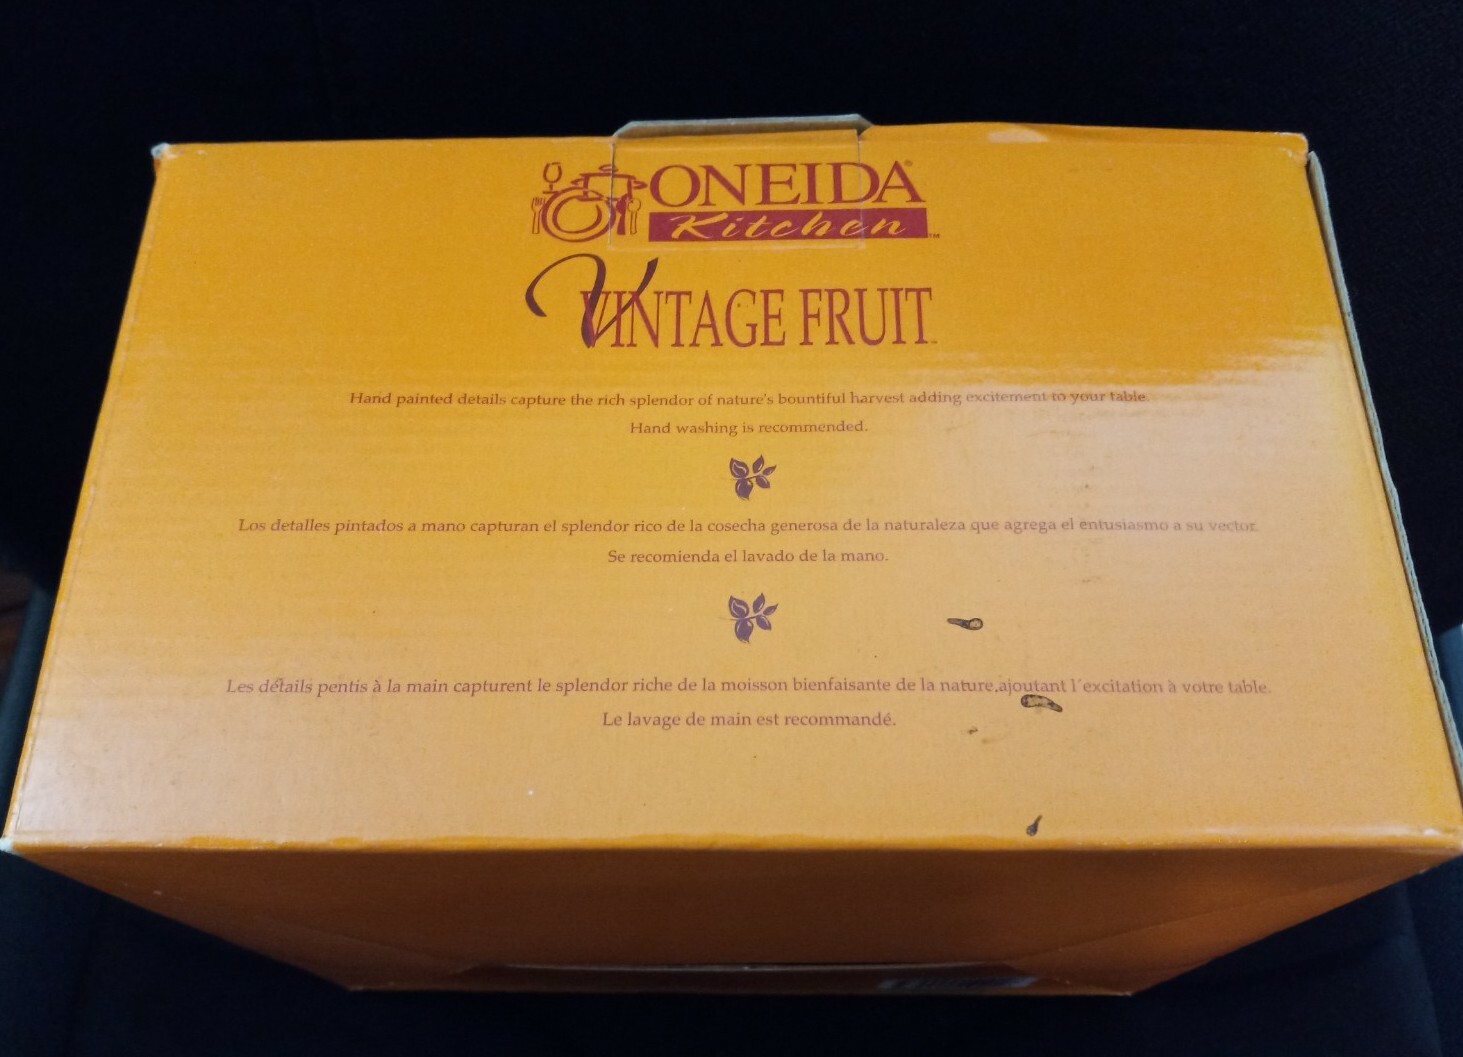 ONEIDA®
Kitchen™
VINTAGE FRUIT™
Hand painted details capture the rich splendor of nature's bountiful harvest adding excitement to your table.
Hand washing is recommended.
Los detalles pintados a mano capturan el splendor rico de la cosecha generosa de la naturaleza que agrega el entusiasmo a su vector.
Se recomienda el lavado de la mano.
Les détails pentis à la main capturent le splendor riche de la moisson bienfaisante de la nature,ajoutant l'excitation à votre table.
Le lavage de main est recommandé.